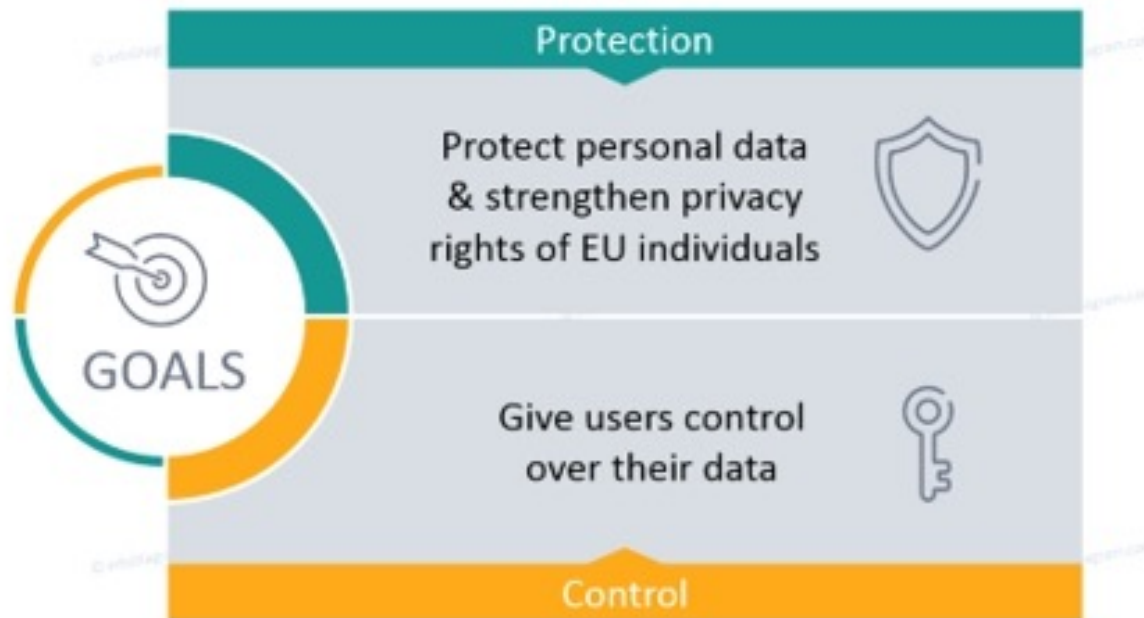 Protection
Protect personal data
& strengthen privacy
rights of EU individuals
GOALS
Give users control
over their data
Control